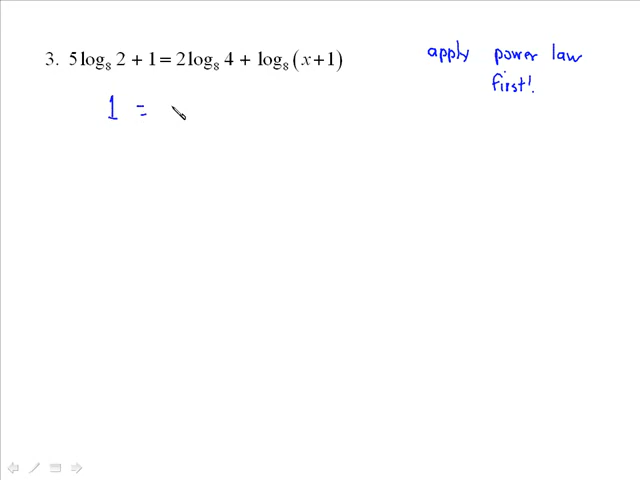 3. 5log₈ 2 + 1 = 2log₈ 4 + log₈ (x+1)
apply power law
first!
1 =